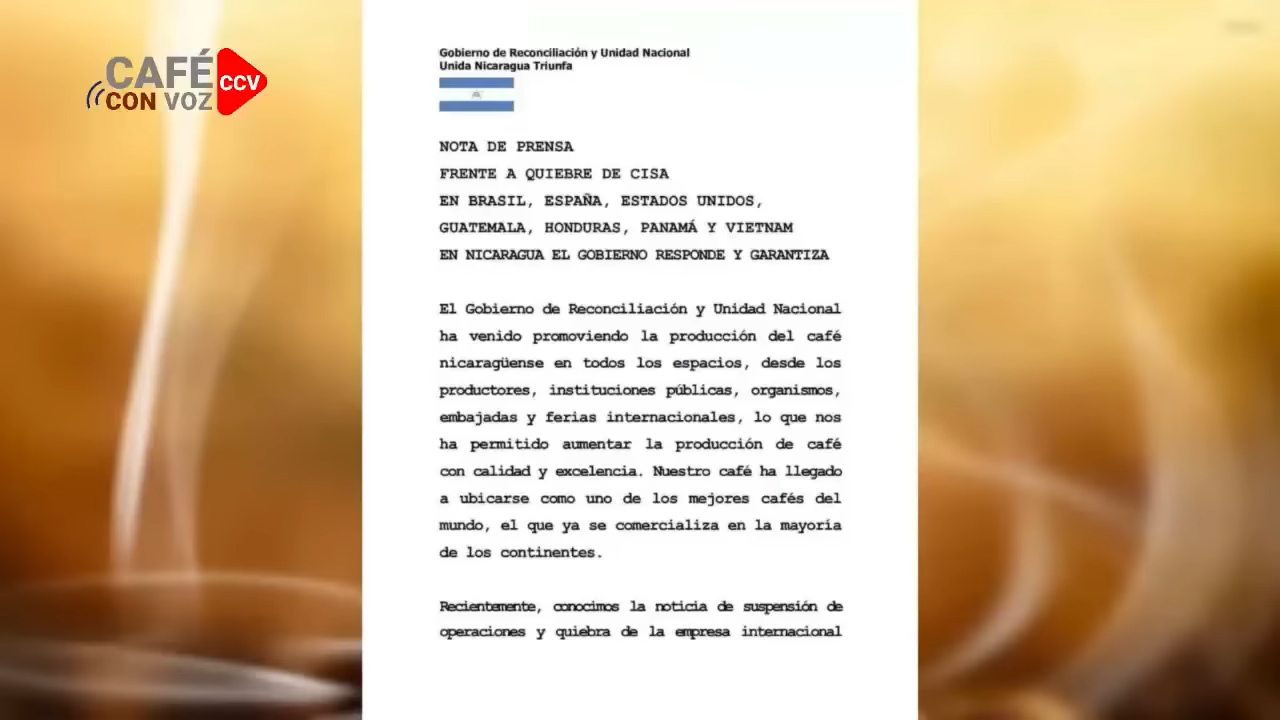 CAFÉ
CON VOZ
CCV
Gobierno de Reconciliación y Unidad Nacional
Unida Nicaragua Triunfa
NOTA DE PRENSA
FRENTE A QUIEBRE DE CISA
EN BRASIL, ESPAÑA, ESTADOS UNIDOS,
GUATEMALA, HONDURAS, PANAMÁ Y VIETNAM
EN NICARAGUA EL GOBIERNO RESPONDE Y GARANTIZA
El Gobierno de Reconciliación y Unidad Nacional
ha venido promoviendo la producción del café
nicaragüense en todos los espacios, desde los
productores, instituciones públicas, organismos,
embajadas y ferias internacionales, lo que nos
ha permitido aumentar la producción de café
con calidad y excelencia. Nuestro café ha llegado
a ubicarse como uno de los mejores cafés del
mundo, el que ya se comercializa en la mayoría
de los continentes.
Recientemente, conocimos la noticia de suspensión de
operaciones y quiebra de la empresa internacional